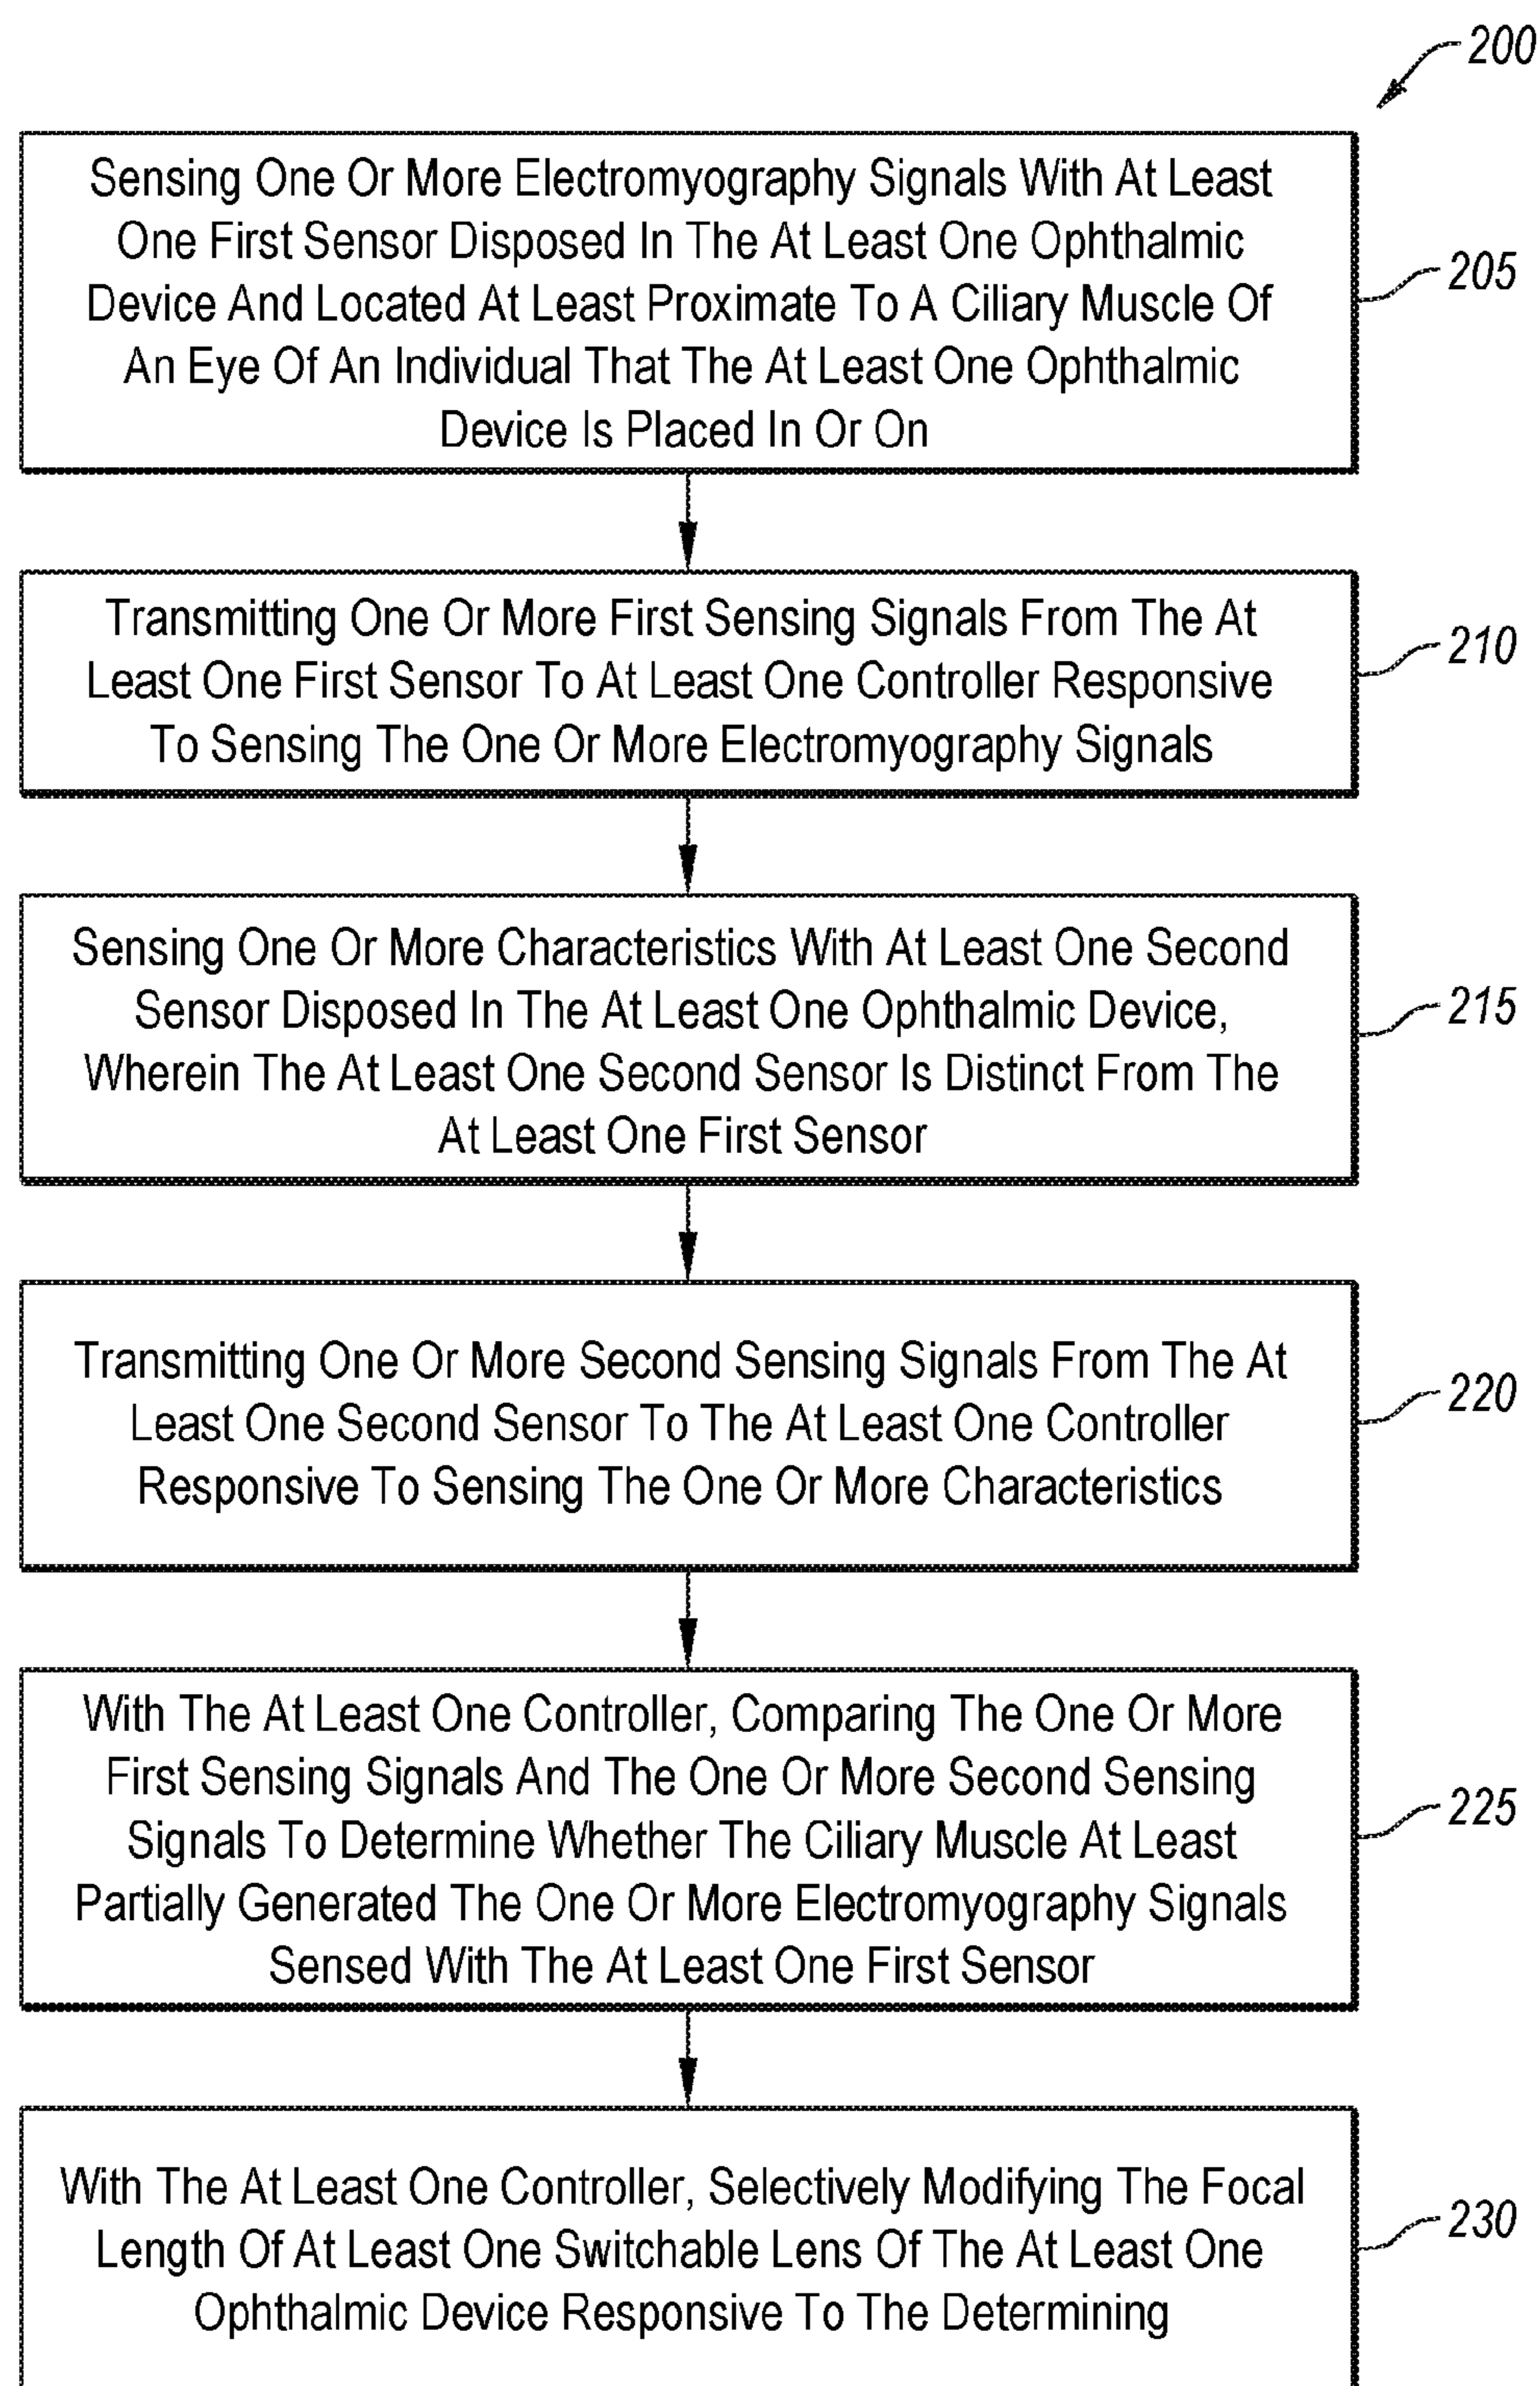 200
Sensing One Or More Electromyography Signals With At Least
One First Sensor Disposed In The At Least One Ophthalmic
Device And Located At Least Proximate To A Ciliary Muscle Of
An Eye Of An Individual That The At Least One Ophthalmic
Device Is Placed In Or On
205
Transmitting One Or More First Sensing Signals From The At
Least One First Sensor To At Least One Controller Responsive
To Sensing The One Or More Electromyography Signals
210
Sensing One Or More Characteristics With At Least One Second
Sensor Disposed In The At Least One Ophthalmic Device,
Wherein The At Least One Second Sensor Is Distinct From The
At Least One First Sensor
215
Transmitting One Or More Second Sensing Signals From The At
Least One Second Sensor To The At Least One Controller
Responsive To Sensing The One Or More Characteristics
220
With The At Least One Controller, Comparing The One Or More
First Sensing Signals And The One Or More Second Sensing
Signals To Determine Whether The Ciliary Muscle At Least
Partially Generated The One Or More Electromyography Signals
Sensed With The At Least One First Sensor
225
With The At Least One Controller, Selectively Modifying The Focal
Length Of At Least One Switchable Lens Of The At Least One
Ophthalmic Device Responsive To The Determining
230